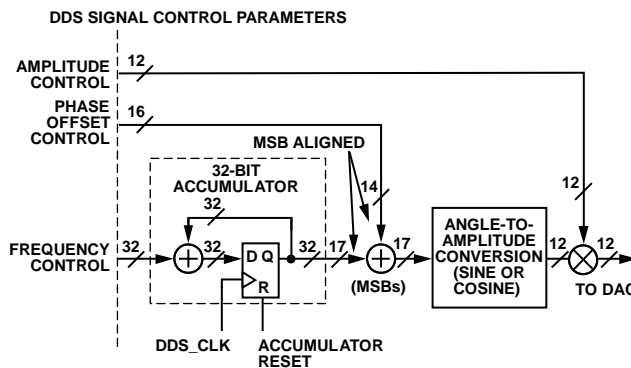 DDS SIGNAL CONTROL PARAMETERS
AMPLITUDE
CONTROL
12
PHASE
OFFSET
CONTROL
16
MSB ALIGNED
32-BIT
ACCUMULATOR
14
12
32
FREQUENCY
CONTROL
32
32
D Q
R
32
17
17
(MSBs)
ANGLE-TO-
AMPLITUDE
CONVERSION
(SINE OR
COSINE)
12
12
TO DAC
DDS_CLK
ACCUMULATOR
RESET